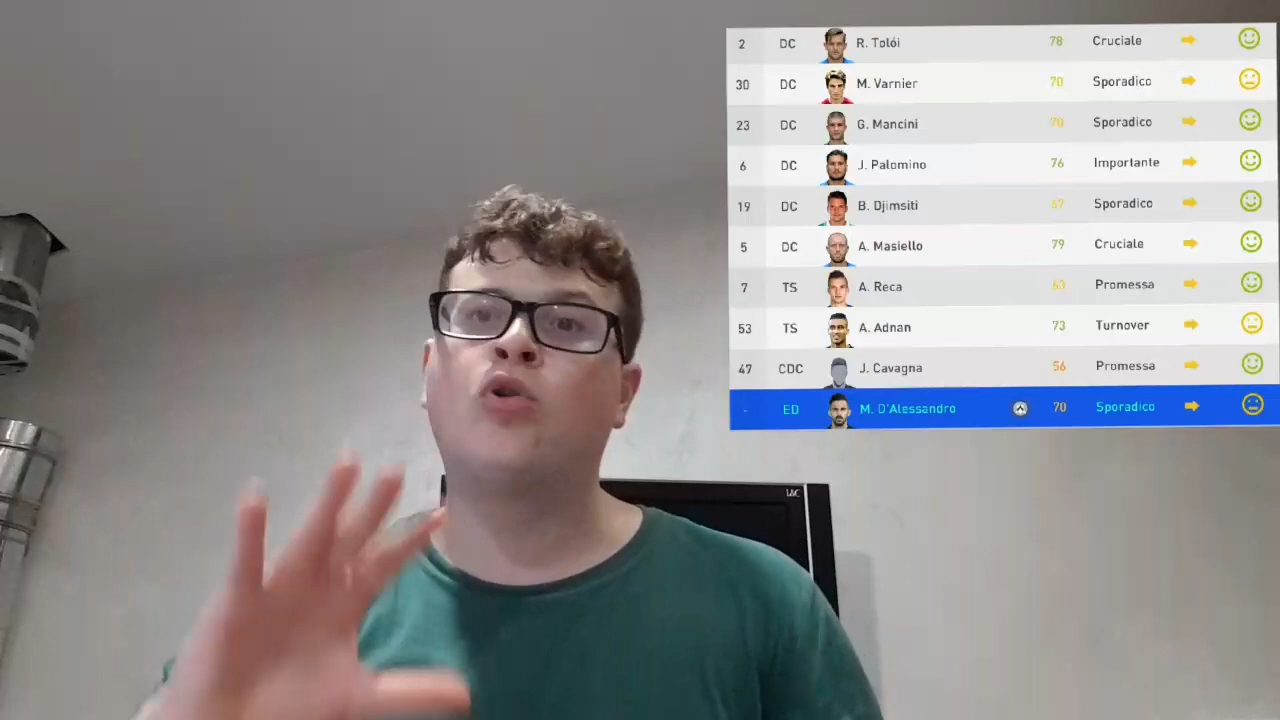 2 DC R. Tolói 78 Cruciale
30 DC M. Varnier 70 Sporadico
23 DC G. Mancini 70 Sporadico
6 DC J. Palomino 76 Importante
19 DC B. Djimsiti 67 Sporadico
5 DC A. Masiello 79 Cruciale
7 TS A. Reca 63 Promessa
53 TS A. Adnan 73 Turnover
47 CDC J. Cavagna 56 Promessa
- ED M. D'Alessandro 70 Sporadico